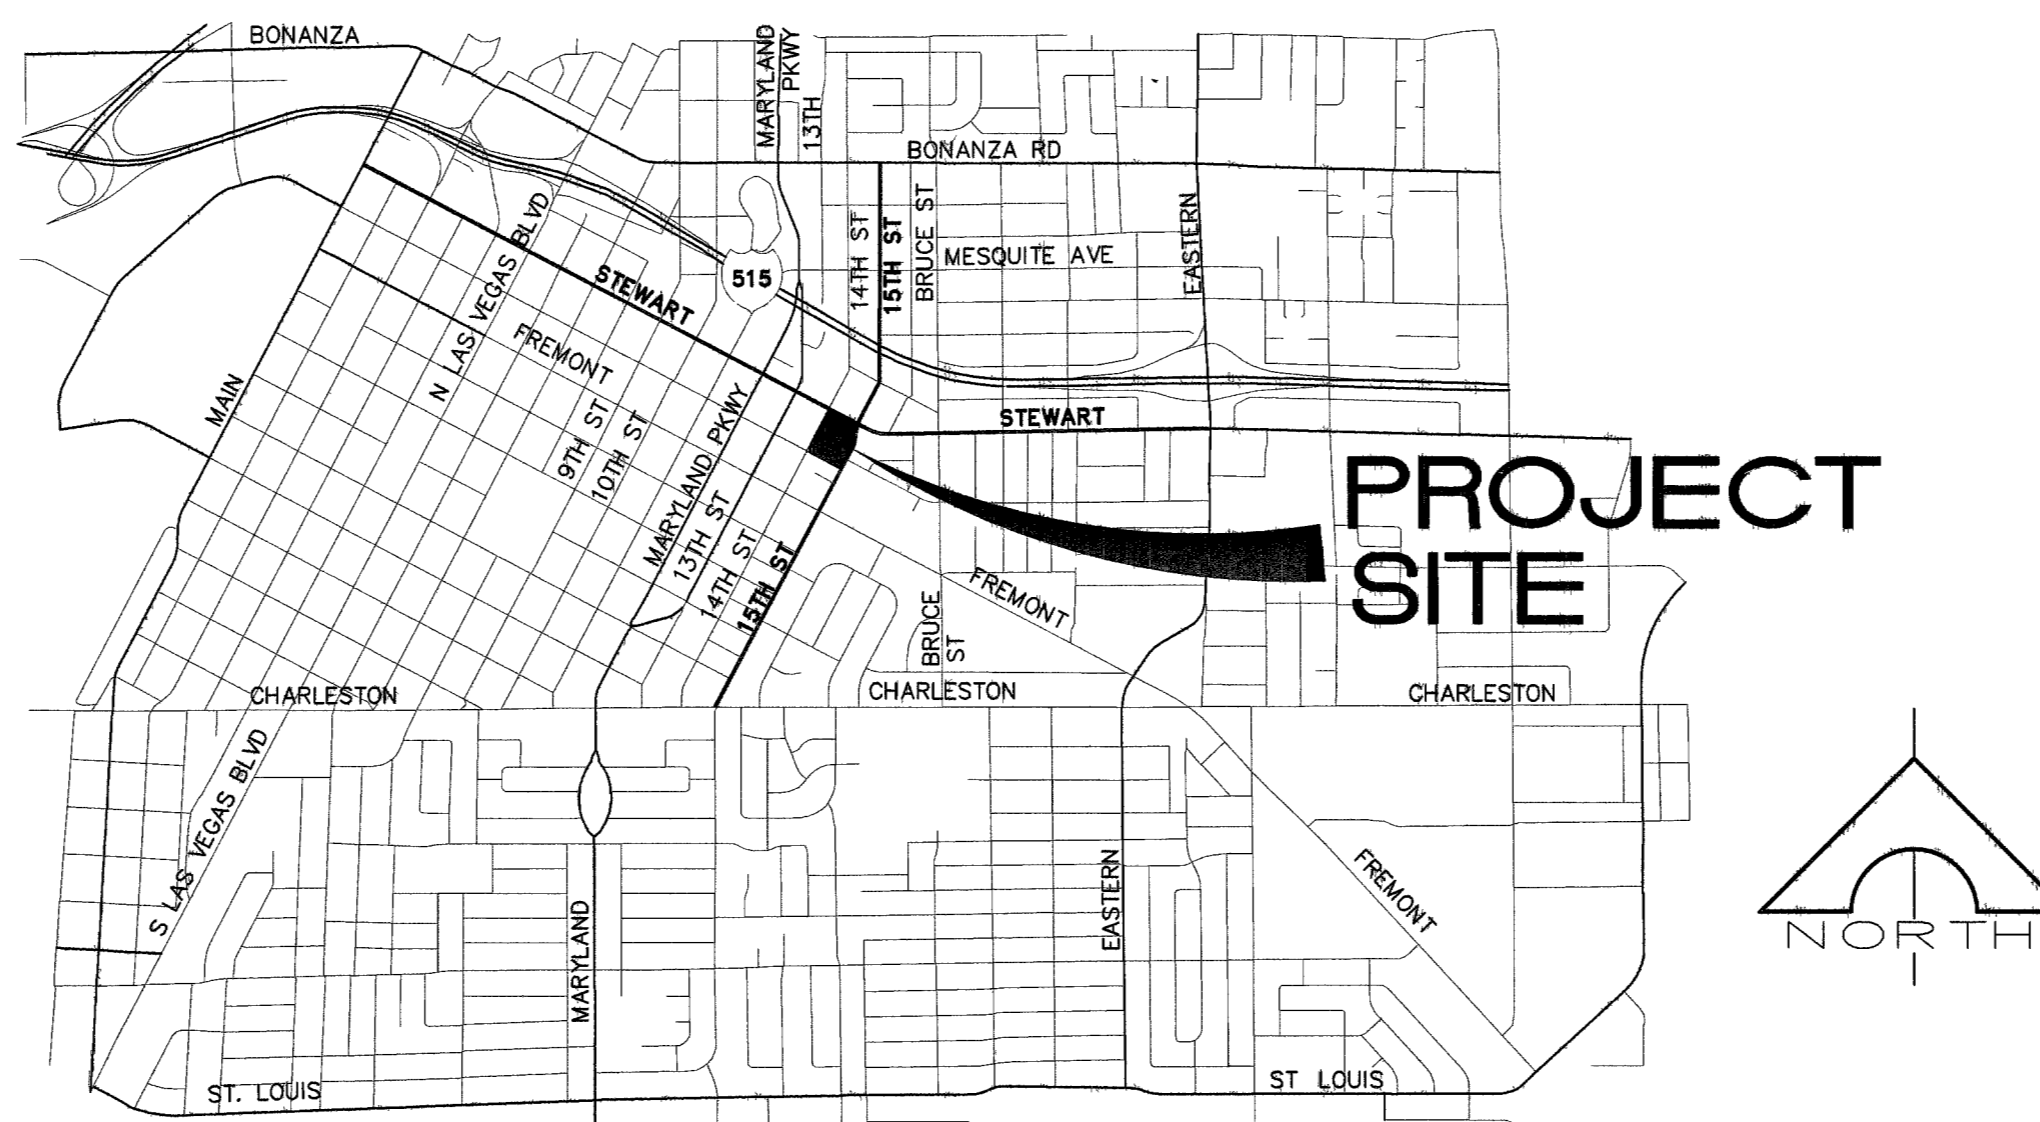 BONANZA
MARYLAND
PKWY
13TH
BONANZA RD
N LAS VEGAS BLVD
STEWART
515
14TH ST
15TH ST
BRUCE ST
MESQUITE AVE
EASTERN
FREMONT
MAIN
9TH ST
10TH ST
MARYLAND PKWY
STEWART
PROJECT
SITE
13TH ST
14TH ST
15TH ST
FREMONT
BRUCE
ST
CHARLESTON
CHARLESTON
CHARLESTON
S LAS VEGAS BLVD
MARYLAND
EASTERN
FREMONT
NORTH
ST. LOUIS
ST LOUIS